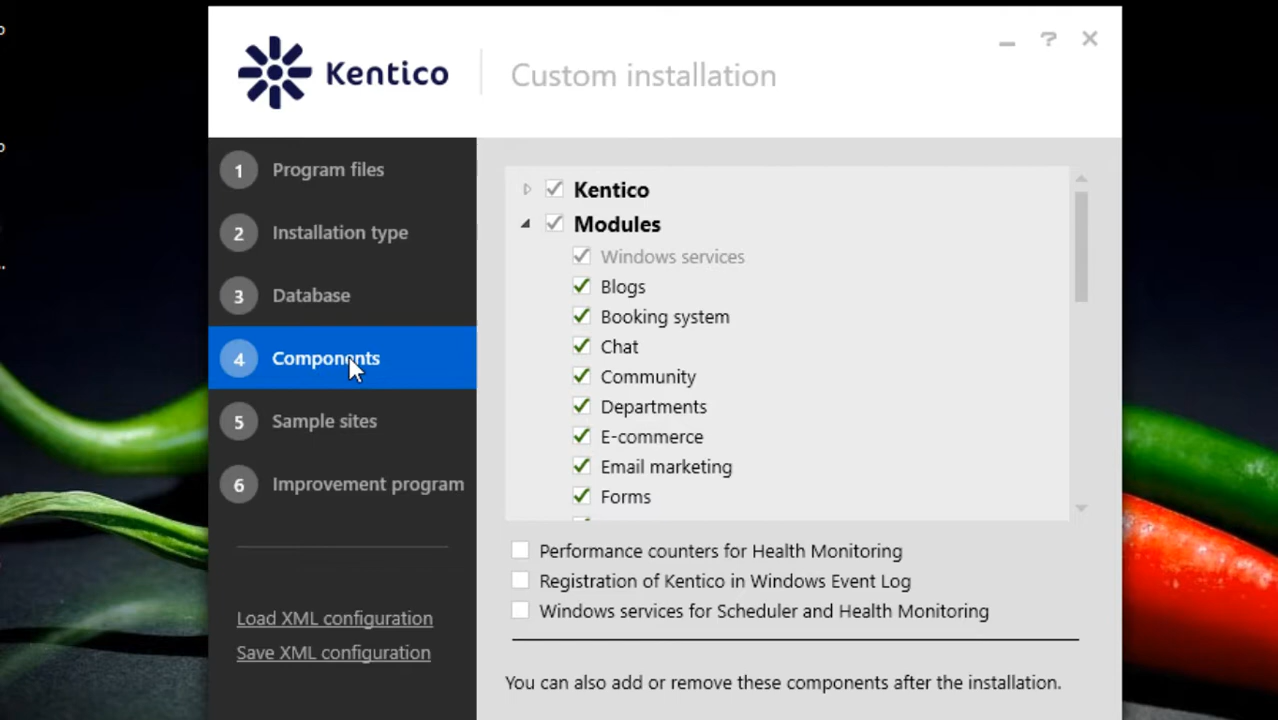 Kentico
Custom installation
1 Program files
2 Installation type
3 Database
4 Components
5 Sample sites
6 Improvement program
Load XML configuration
Save XML configuration
Kentico
Modules
Windows services
Blogs
Booking system
Chat
Community
Departments
E-commerce
Email marketing
Forms
Performance counters for Health Monitoring
Registration of Kentico in Windows Event Log
Windows services for Scheduler and Health Monitoring
You can also add or remove these components after the installation.